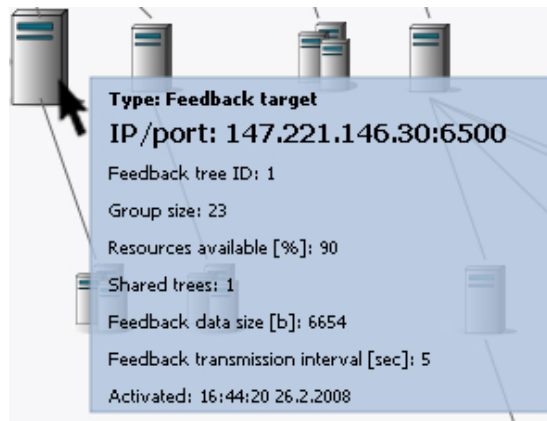 Type: Feedback target
IP/port: 147.221.146.30:6500
Feedback tree ID: 1
Group size: 23
Resources available [%]: 90
Shared trees: 1
Feedback data size [b]: 6654
Feedback transmission interval [sec]: 5
Activated: 16:44:20 26.2.2008